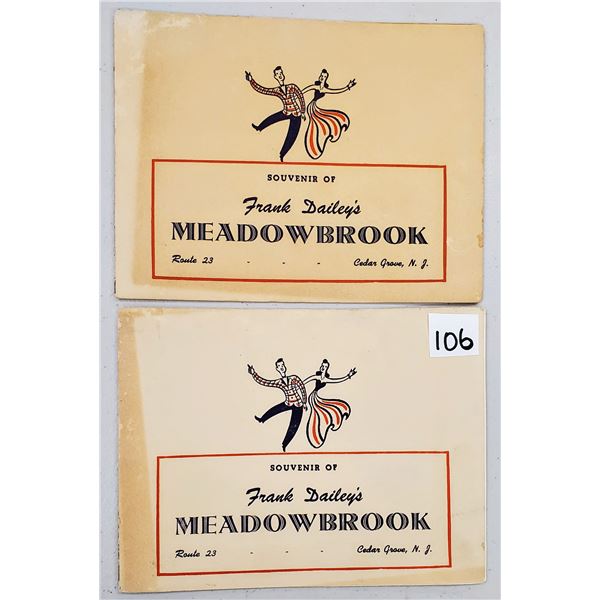 SOUVENIR OF
Frank Dailey's
MEADOWBROOK
Route 23 - - - Cedar Grove, N. J.
106
SOUVENIR OF
Frank Dailey's
MEADOWBROOK
Route 23 - - - Cedar Grove, N. J.